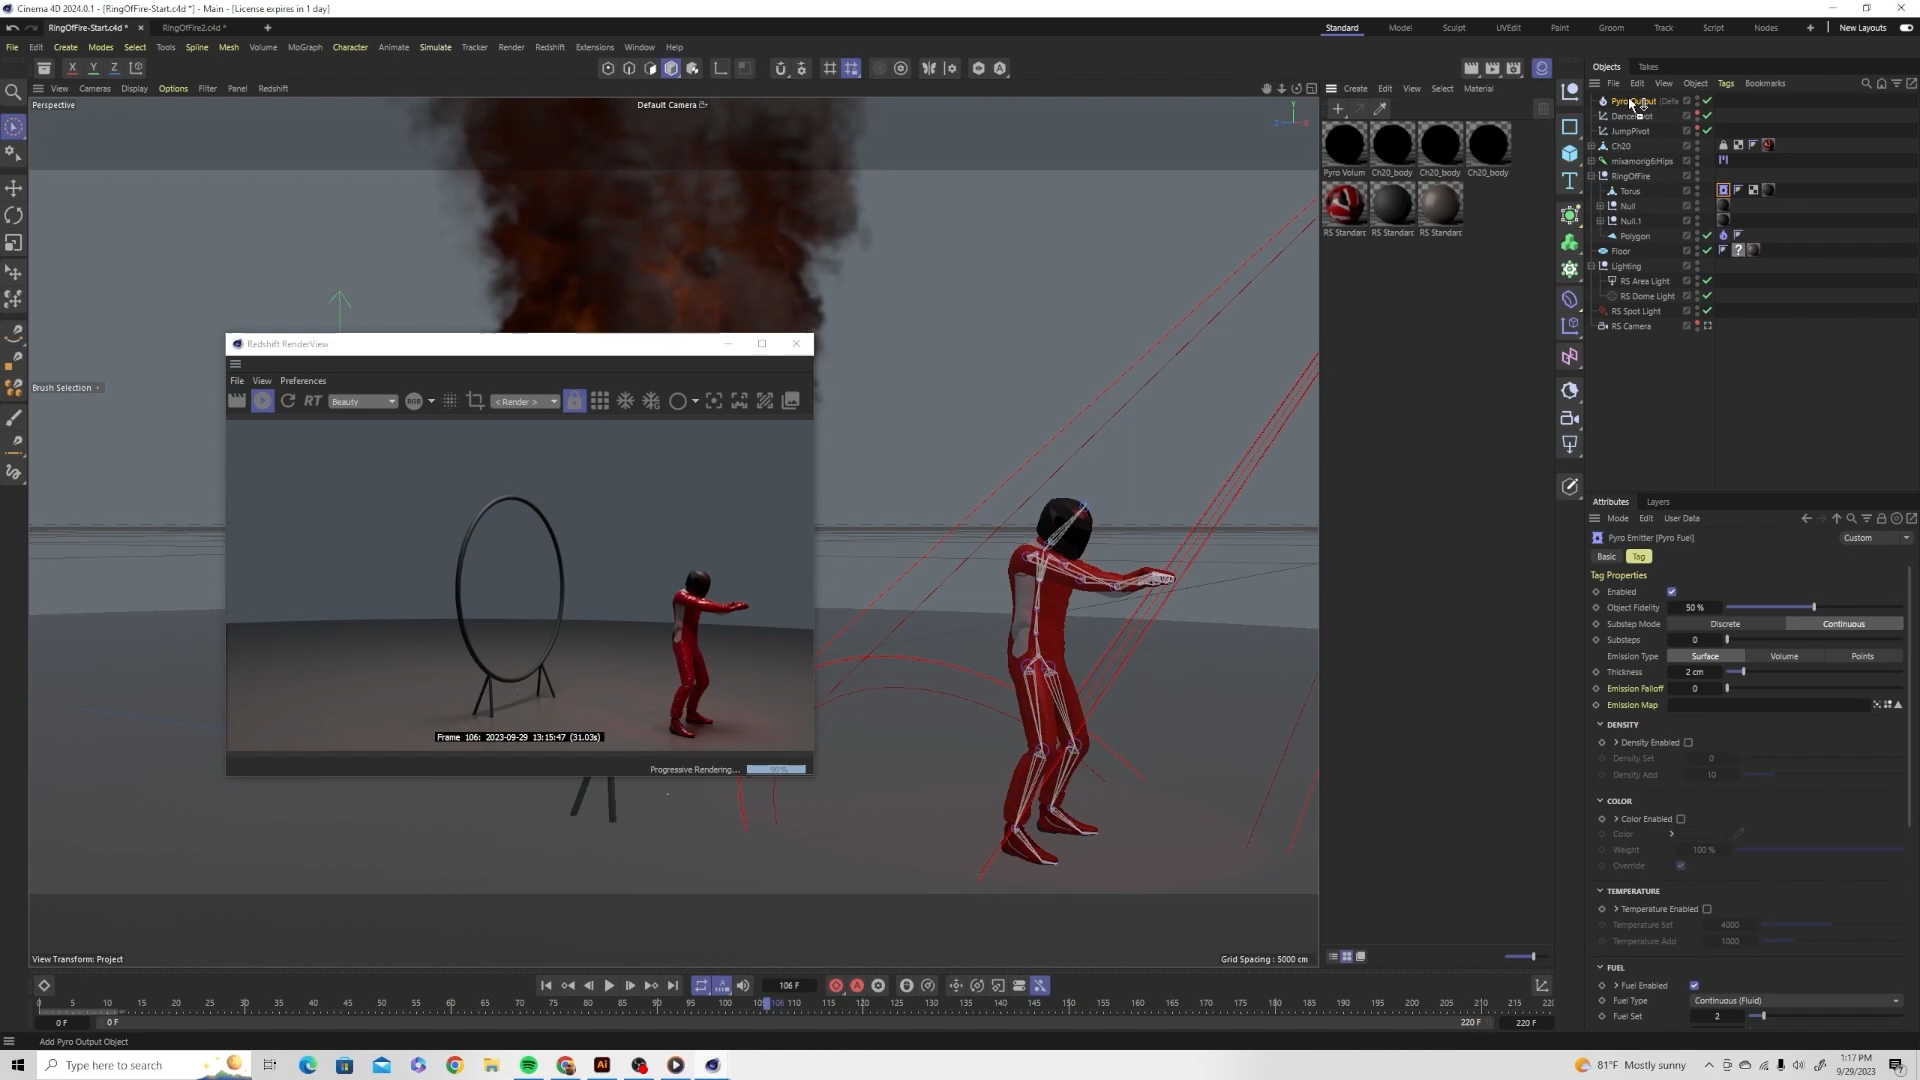 Cinema 4D 2024.0.1 - [RingOfFire-Start.c4d *] - Main - [License expires in 1 day]
RingOfFire-Start.c4d * RingOfFire2.c4d *
Standard Model Sculpt UVEdit Paint Groom Track Script Nodes New Layouts
File Edit Create Modes Select Tools Spline Mesh Volume MoGraph Character Animate Simulate Tracker Render Redshift Extensions Window Help
X Y Z
View Cameras Display Options Filter Panel Redshift
Create Edit View Select Material
Perspective
Default Camera
Brush Selection
Redshift RenderView
File View Preferences
RT Beauty < Render >
Frame 106: 2023-09-29 13:15:47 (31.03s)
Progressive Rendering... 90%
View Transform: Project
Grid Spacing : 5000 cm
Pyro Volum Ch20_body Ch20_body Ch20_body
RS Standarc RS Standarc RS Standarc
Objects Takes
File Edit View Object Tags Bookmarks
JumpPivot
Ch20
mixamorig6:Hips
RingOfFire
Torus
Null
Null.1
Polygon
Floor
Lighting
RS Area Light
RS Dome Light
RS Spot Light
RS Camera
Attributes Layers
Mode Edit User Data
Pyro Emitter [Pyro Fuel] Custom
Basic Tag
Tag Properties
Enabled
Object Fidelity 50 %
Substep Mode Discrete Continuous
Substeps 0
Emission Type Surface Volume Points
Thickness 2 cm
Emission Falloff 0
Emission Map
DENSITY
Density Enabled
Density Set 0
Density Add 10
COLOR
Color Enabled
Color
Weight 100 %
Override
TEMPERATURE
Temperature Enabled
Temperature Set 4000
Temperature Add 1000
FUEL
Fuel Enabled
Fuel Type Continuous (Fluid)
Fuel Set 2
106 F
0 5 10 15 20 25 30 35 40 45 50 55 60 65 70 75 80 85 90 95 100 106 110 115 120 125 130 135 140 145 150 155 160 165 170 175 180 185 190 195 200 205 210 215
0 F 0 F 220 F 220 F
Add Pyro Output Object
Type here to search
81°F Mostly sunny
1:17 PM
9/29/2023